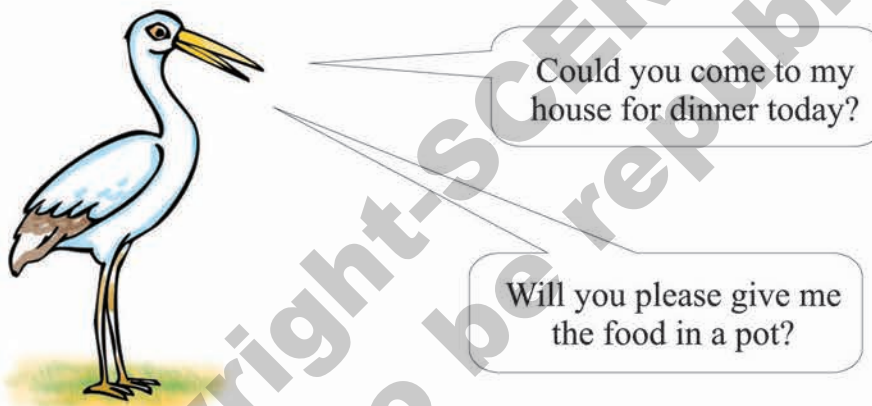 Could you come to my
house for dinner today?
Will you please give me
the food in a pot?